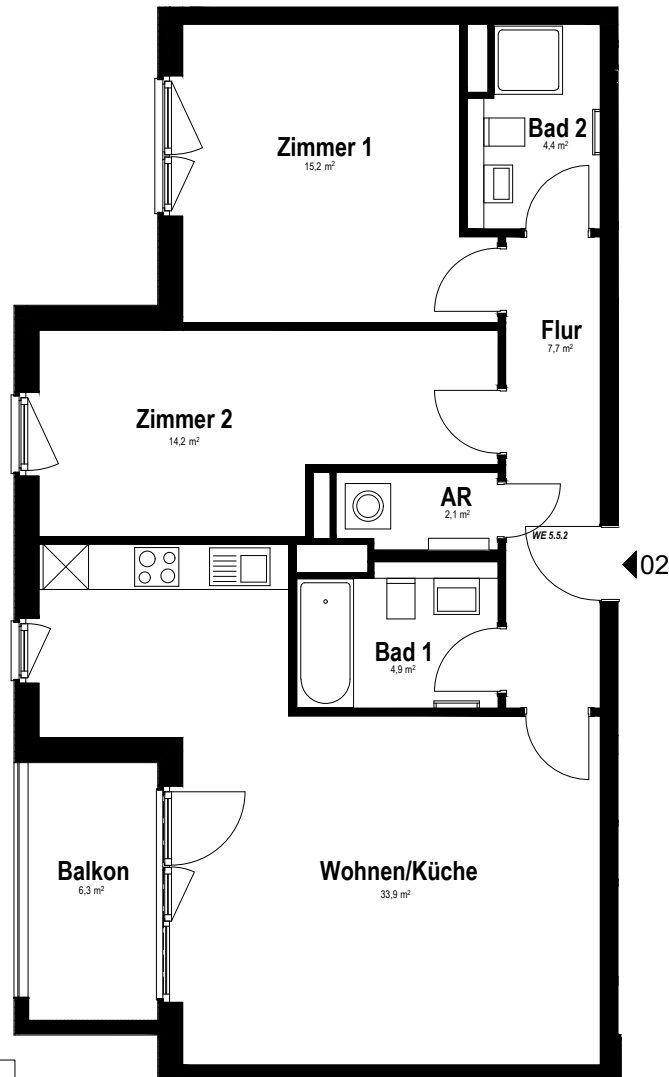 Zimmer 1
15,2 m²
Bad 2
4,4 m²
Flur
7,7 m²
Zimmer 2
14,2 m²
AR
2,1 m²
WE 5.5.2
02
Bad 1
4,9 m²
Balkon
6,3 m²
Wohnen/Küche
33,9 m²